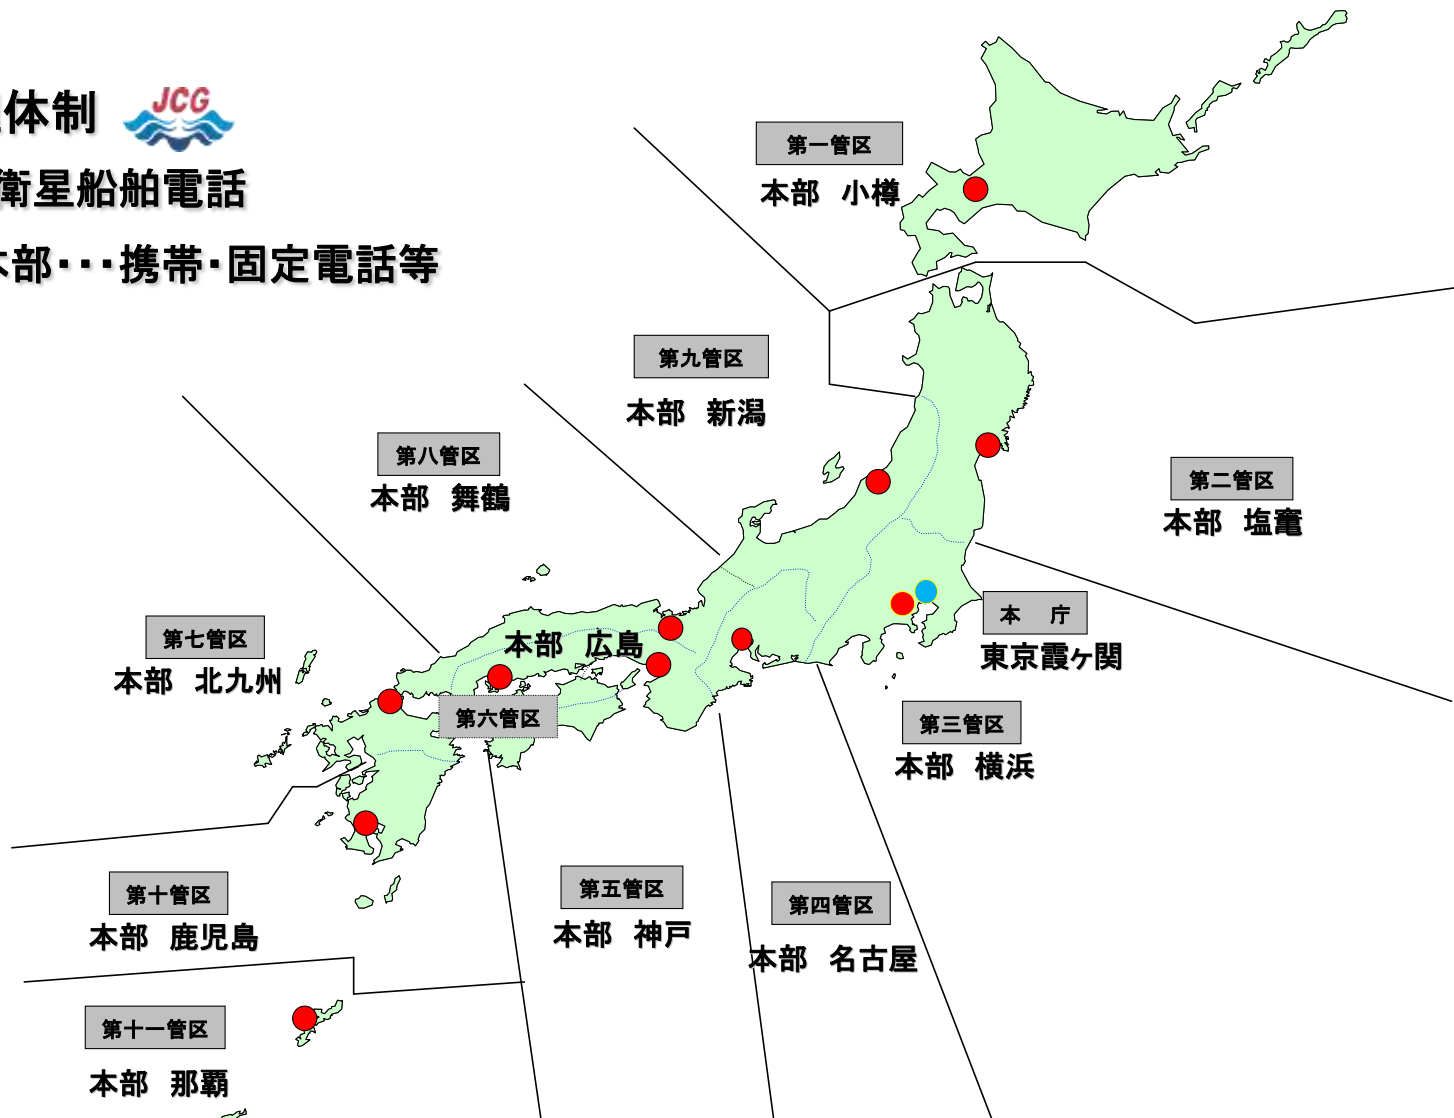 体制
JCG
衛星船舶電話
本部･･･携帯･固定電話等
第一管区
本部　小樽
第九管区
本部　新潟
第八管区
本部　舞鶴
第二管区
本部　塩竈
本　庁
東京霞ヶ関
第七管区
本部　北九州
本部　広島
第六管区
第三管区
本部　横浜
第十管区
本部　鹿児島
第五管区
本部　神戸
第四管区
本部　名古屋
第十一管区
本部　那覇